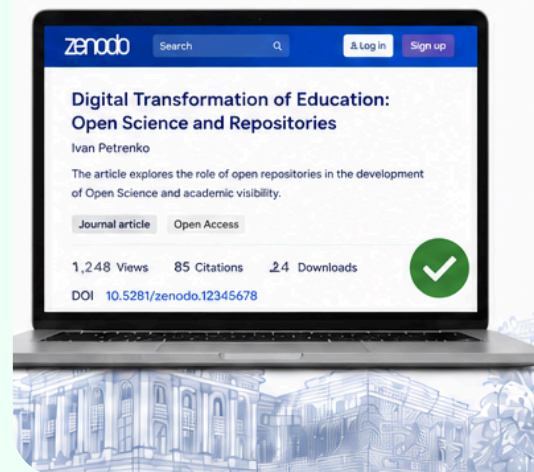 zenodo
Search
Log in
Sign up
Digital Transformation of Education:
Open Science and Repositories
Ivan Petrenko
The article explores the role of open repositories in the development
of Open Science and academic visibility.
Journal article
Open Access
1,248 Views
85 Citations
24 Downloads
DOI 10.5281/zenodo.12345678